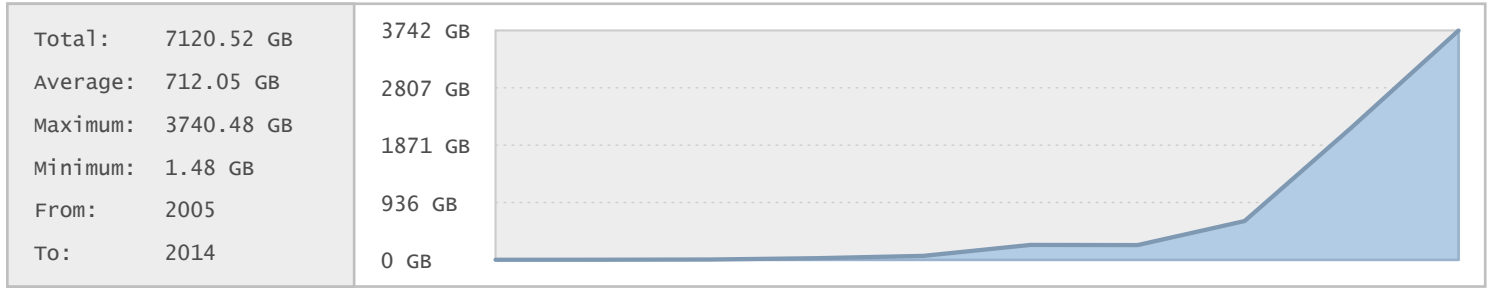 Total: 7120.52 GB
Average: 712.05 GB
Maximum: 3740.48 GB
Minimum: 1.48 GB
From: 2005
To: 2014
3742 GB
2807 GB
1871 GB
936 GB
0 GB